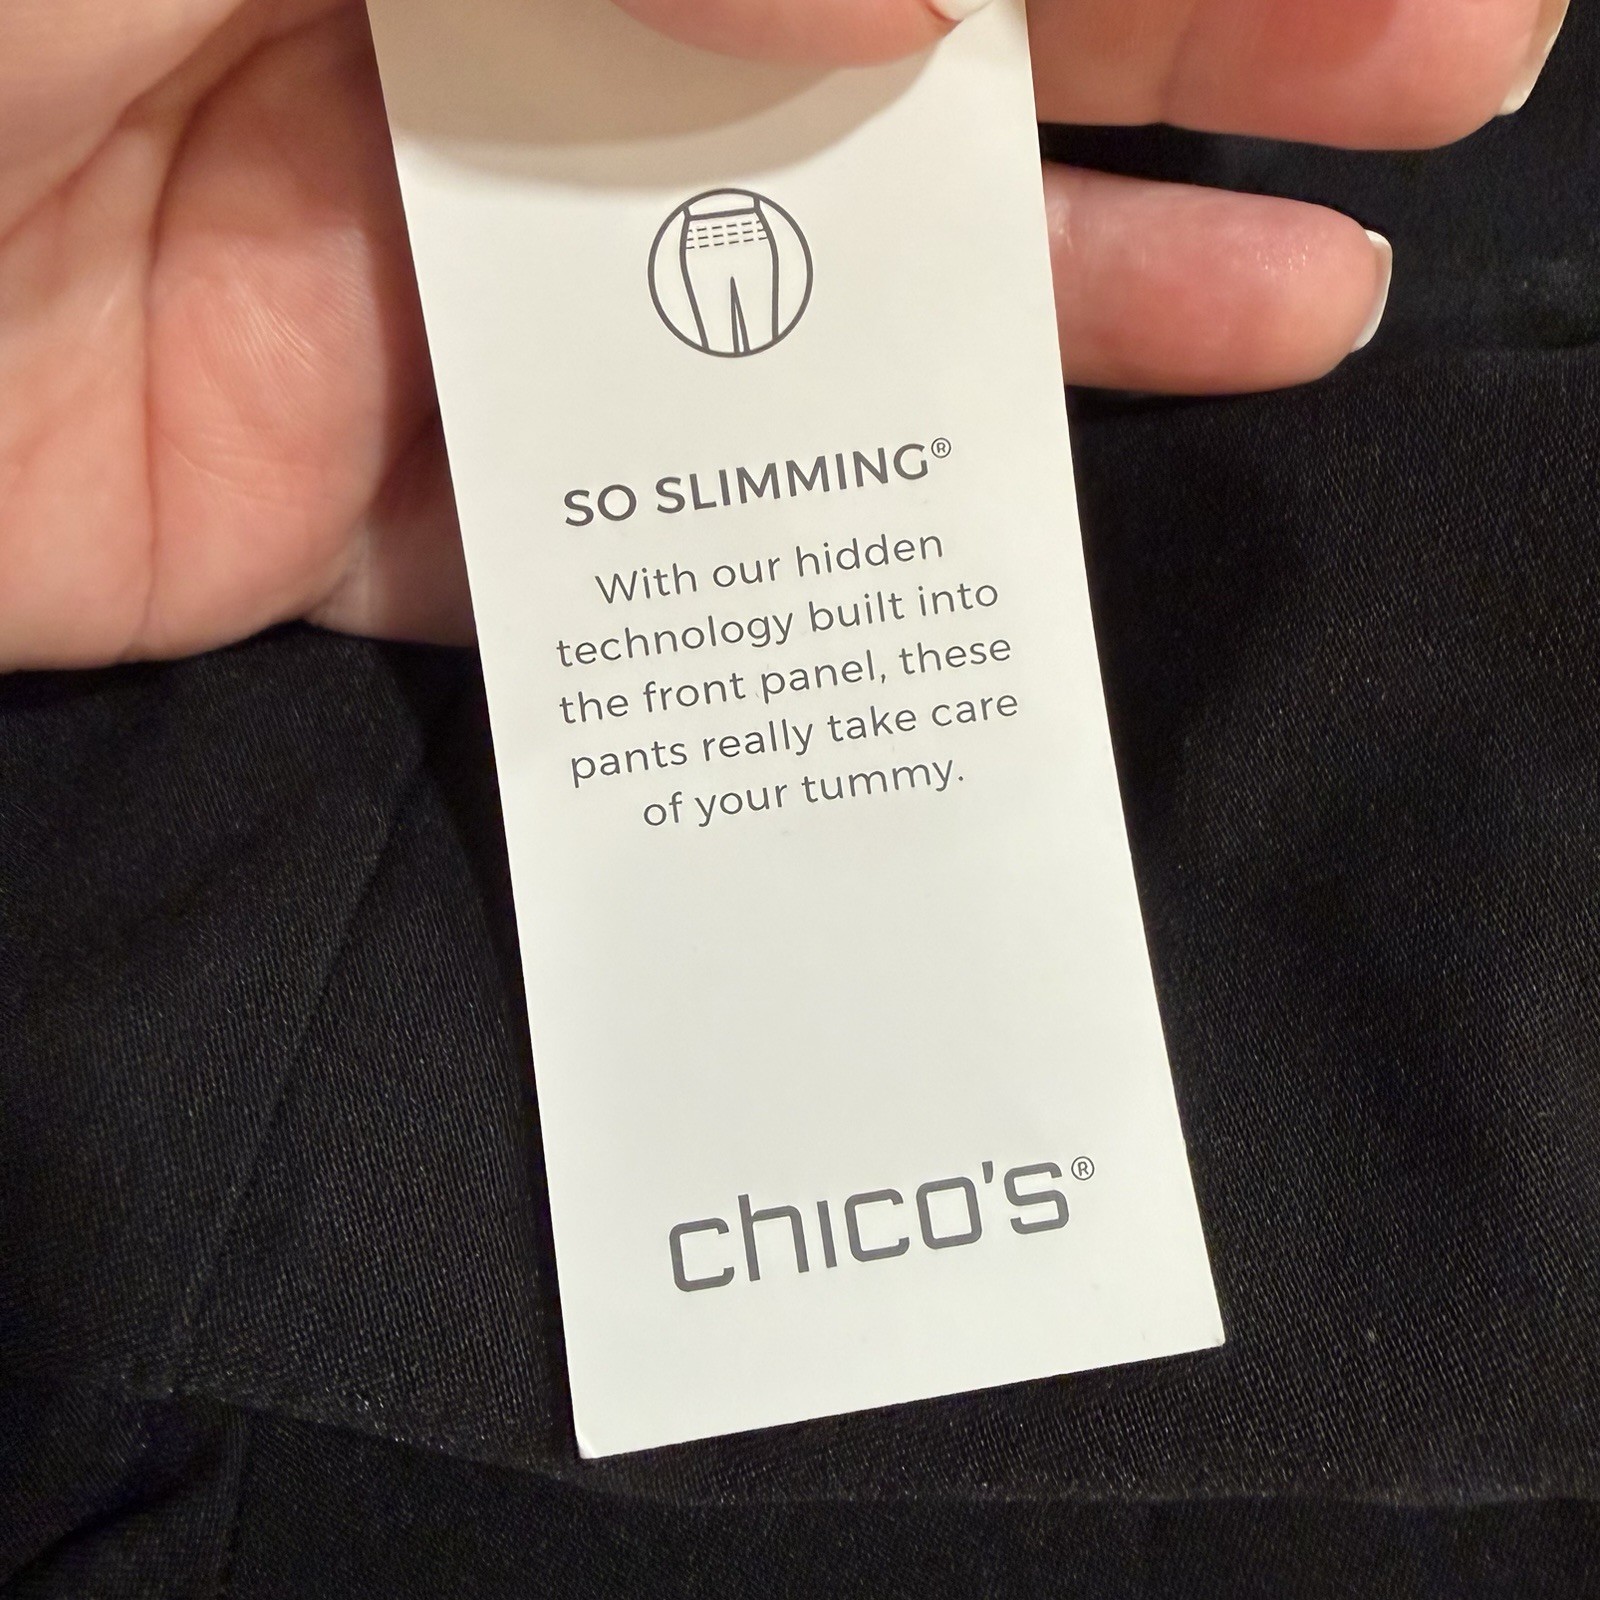 SO SLIMMING®
With our hidden
technology built into
the front panel, these
pants really take care
of your tummy.
chico's®